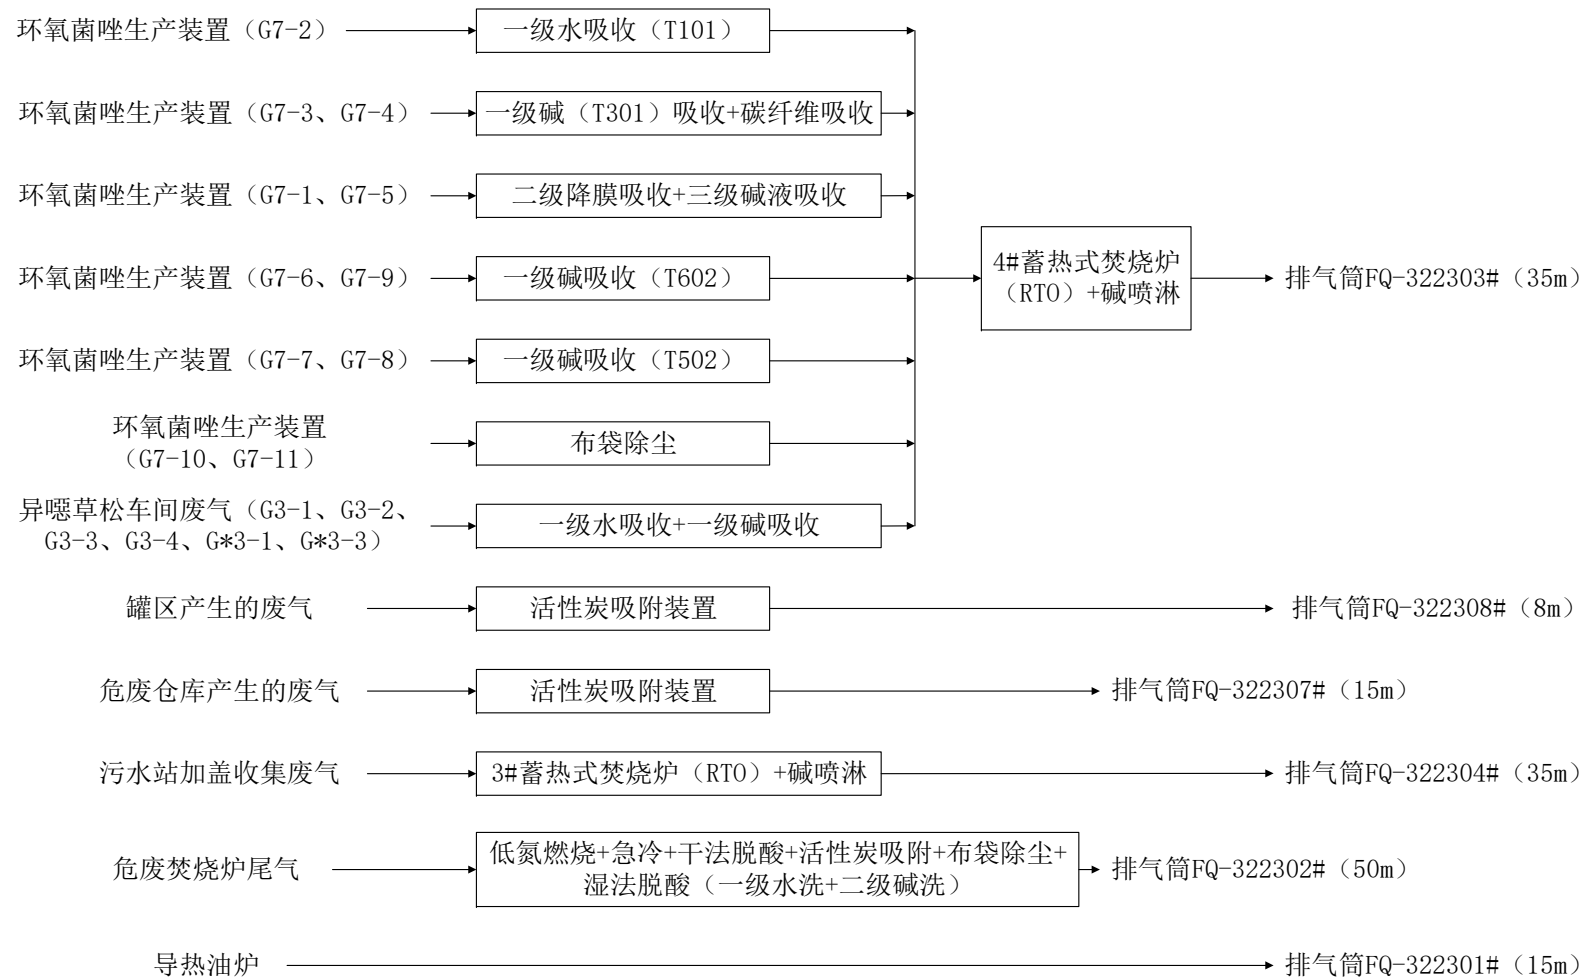 环氧菌唑生产装置（G7-2）
一级水吸收（T101）
环氧菌唑生产装置（G7-3、G7-4）
一级碱（T301）吸收+碳纤维吸收
环氧菌唑生产装置（G7-1、G7-5）
二级降膜吸收+三级碱液吸收
环氧菌唑生产装置（G7-6、G7-9）
一级碱吸收（T602）
4#蓄热式焚烧炉
（RTO）+碱喷淋
排气筒FQ-322303#（35m）
环氧菌唑生产装置（G7-7、G7-8）
一级碱吸收（T502）
环氧菌唑生产装置
（G7-10、G7-11）
布袋除尘
异噁草松车间废气（G3-1、G3-2、
G3-3、G3-4、G*3-1、G*3-3）
一级水吸收+一级碱吸收
罐区产生的废气
活性炭吸附装置
排气筒FQ-322308#（8m）
危废仓库产生的废气
活性炭吸附装置
排气筒FQ-322307#（15m）
污水站加盖收集废气
3#蓄热式焚烧炉（RTO）+碱喷淋
排气筒FQ-322304#（35m）
危废焚烧炉尾气
低氮燃烧+急冷+干法脱酸+活性炭吸附+布袋除尘+
湿法脱酸（一级水洗+二级碱洗）
排气筒FQ-322302#（50m）
导热油炉
排气筒FQ-322301#（15m）